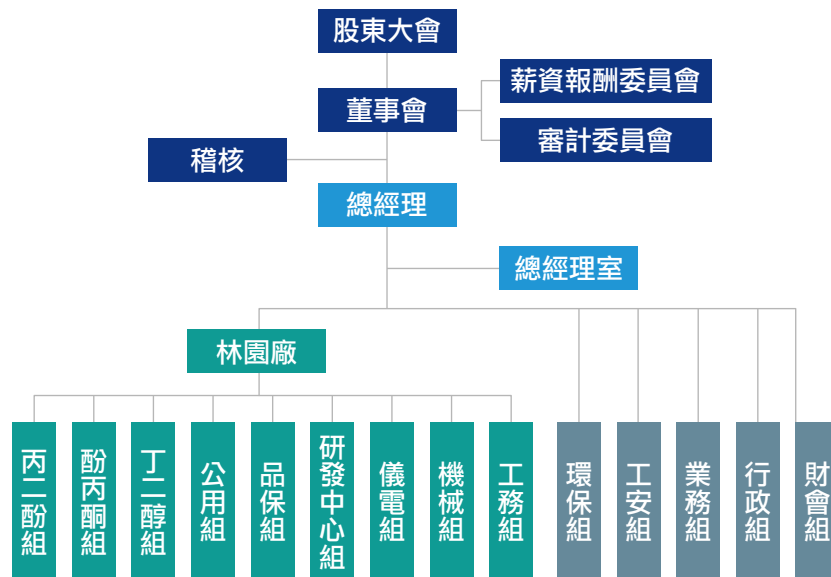 股東大會
董事會
薪資報酬委員會
審計委員會
稽核
總經理
總經理室
林園廠
丙二酚組
酚丙酮組
丁二醇組
公用組
品保組
研發中心組
儀電組
機械組
工務組
環保組
工安組
業務組
行政組
財會組